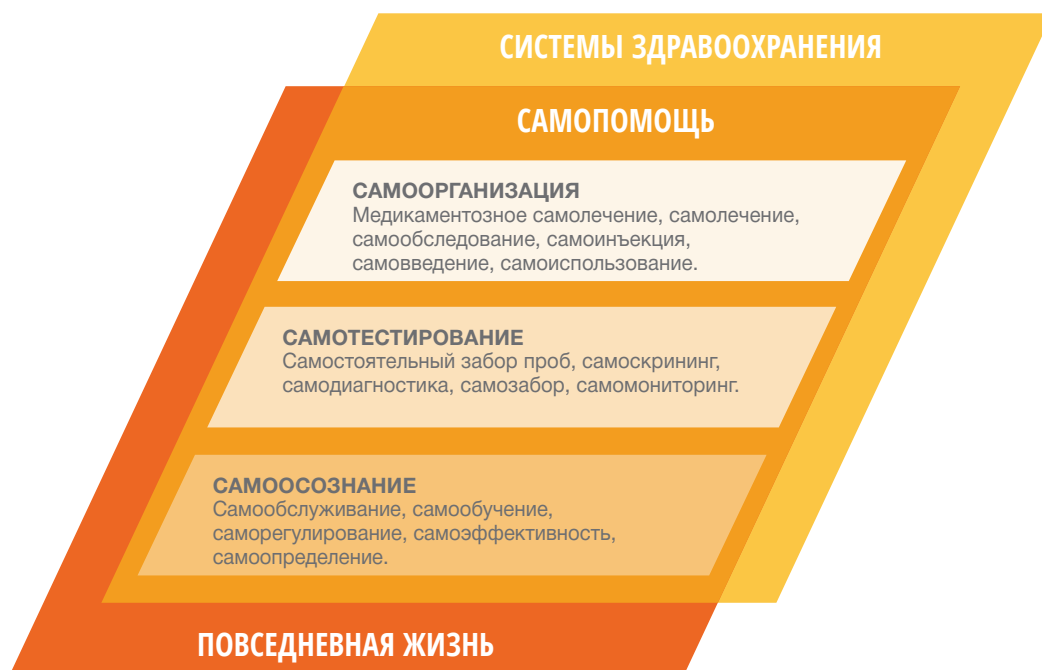 СИСТЕМЫ ЗДРАВООХРАНЕНИЯ
САМОПОМОЩЬ
САМООРГАНИЗАЦИЯ
Медикаментозное самолечение, самолечение,
самообследование, самоинъекция,
самовведение, самоиспользование.
САМОТЕСТИРОВАНИЕ
Самостоятельный забор проб, самоскрининг,
самодиагностика, самозабор, самомониторинг.
САМООСОЗНАНИЕ
Самообслуживание, самообучение,
саморегулирование, самоэффективность,
самоопределение.
ПОВСЕДНЕВНАЯ ЖИЗНЬ